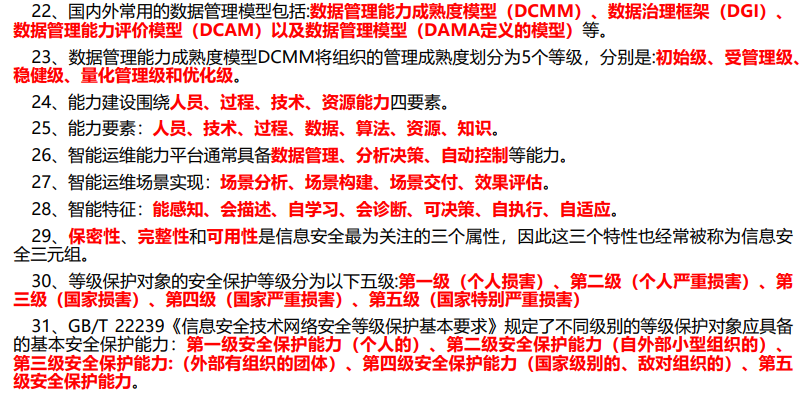 22、国内外常用的数据管理模型包括:数据管理能力成熟度模型（DCMM）、数据治理框架（DGI）、
数据管理能力评价模型（DCAM）以及数据管理模型（DAMA定义的模型）等。
23、数据管理能力成熟度模型DCMM将组织的管理成熟度划分为5个等级，分别是:初始级、受管理级、
稳健级、量化管理级和优化级。
24、能力建设围绕人员、过程、技术、资源能力四要素。
25、能力要素：人员、技术、过程、数据、算法、资源、知识。
26、智能运维能力平台通常具备数据管理、分析决策、自动控制等能力。
27、智能运维场景实现：场景分析、场景构建、场景交付、效果评估。
28、智能特征：能感知、会描述、自学习、会诊断、可决策、自执行、自适应。
29、保密性、完整性和可用性是信息安全最为关注的三个属性，因此这三个特性也经常被称为信息安
全三元组。
30、等级保护对象的安全保护等级分为以下五级:第一级（个人损害）、第二级（个人严重损害）、第
三级（国家损害）、第四级（国家严重损害）、第五级（国家特别严重损害）
31、GB/T 22239《信息安全技术网络安全等级保护基本要求》规定了不同级别的等级保护对象应具备
的基本安全保护能力：第一级安全保护能力（个人的）、第二级安全保护能力（自外部小型组织的）、
第三级安全保护能力:（外部有组织的团体）、第四级安全保护能力（国家级别的、敌对组织的）、第五
级安全保护能力。